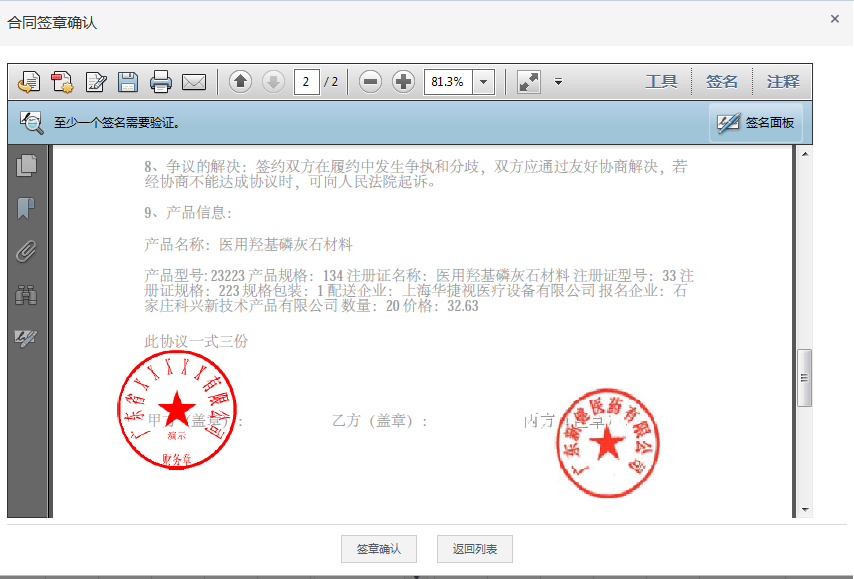 合同签章确认
×
2 / 2
81.3%
工具
签名
注释
至少一个签名需要验证。
签名面板
8、争议的解决：签约双方在履约中发生争执和分歧，双方应通过友好协商解决，若
经协商不能达成协议时，可向人民法院起诉。
9、产品信息：
产品名称：医用羟基磷灰石材料
产品型号: 23223 产品规格：134 注册证名称：医用羟基磷灰石材料 注册证型号：33 注
册证规格：223 规格包装：1 配送企业：上海华捷视医疗设备有限公司 报名企业：石
家庄科兴新技术产品有限公司 数量：20 价格：32.63
此协议一式三份
甲方（盖章）：
广东省XXXXX有限公司
演示
财务章
乙方（盖章）：
丙方（盖章）
广东新健医药有限公司
签章确认
返回列表